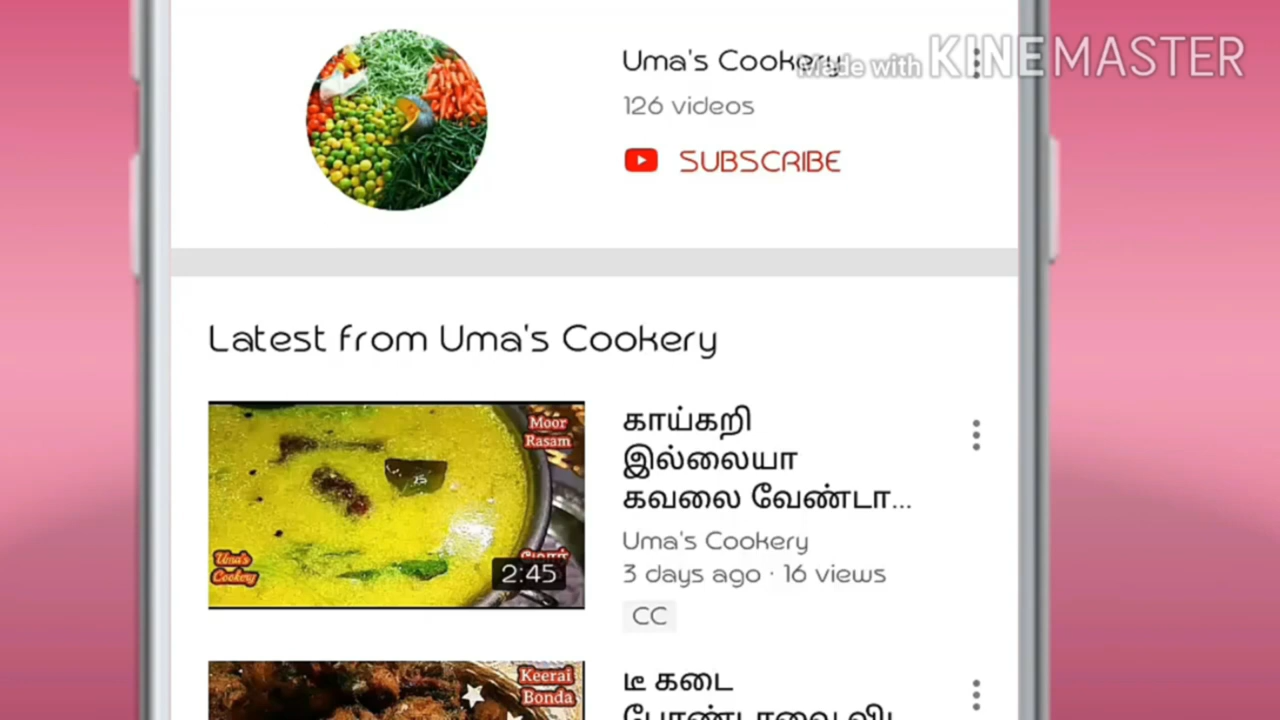 Uma's Cookery
Made with KINEMASTER
126 videos
SUBSCRIBE
Latest from Uma's Cookery
Moor
Rasam
Uma's
Cookery
மோர்
2:45
காய்கறி
இல்லையா
கவலை வேண்டா...
Uma's Cookery
3 days ago · 16 views
CC
Keerai
Bonda
டீ கடை